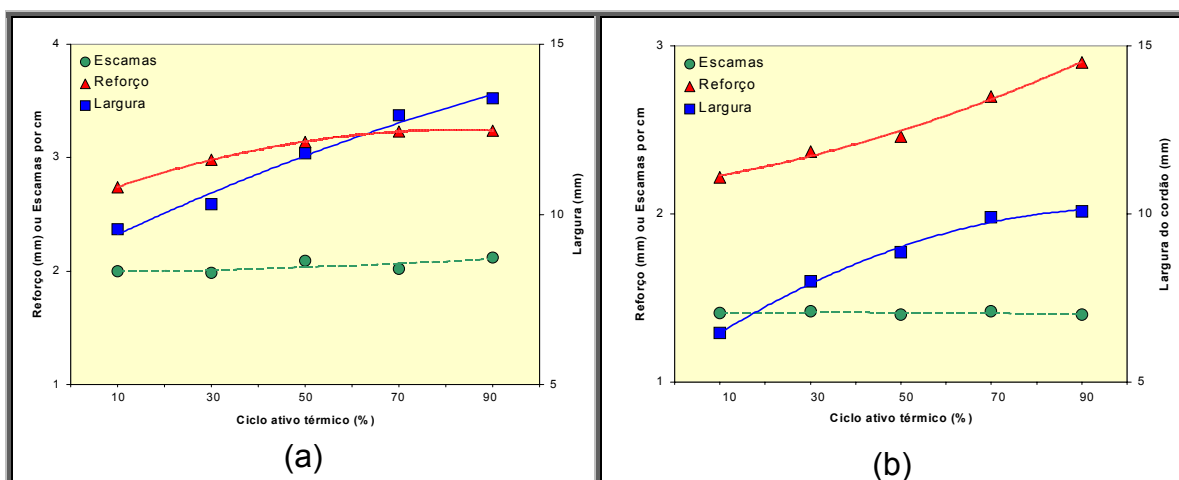 Escamas
Reforço
Largura
Reforço (mm) ou Escamas por cm
4
3
2
1
Largura (mm)
15
10
5
10 30 50 70 90
Ciclo ativo térmico (%)
(a)
Escamas
Reforço
Largura
Reforço (mm) ou Escamas por cm
3
2
1
Largura do cordão (mm)
15
10
5
10 30 50 70 90
Ciclo ativo térmico (%)
(b)